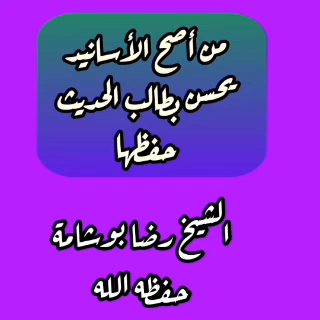 من أصح الأسانيد
يحسن بطالب الحديث
حفظها
الشيخ رضا بوشامة
حفظه الله